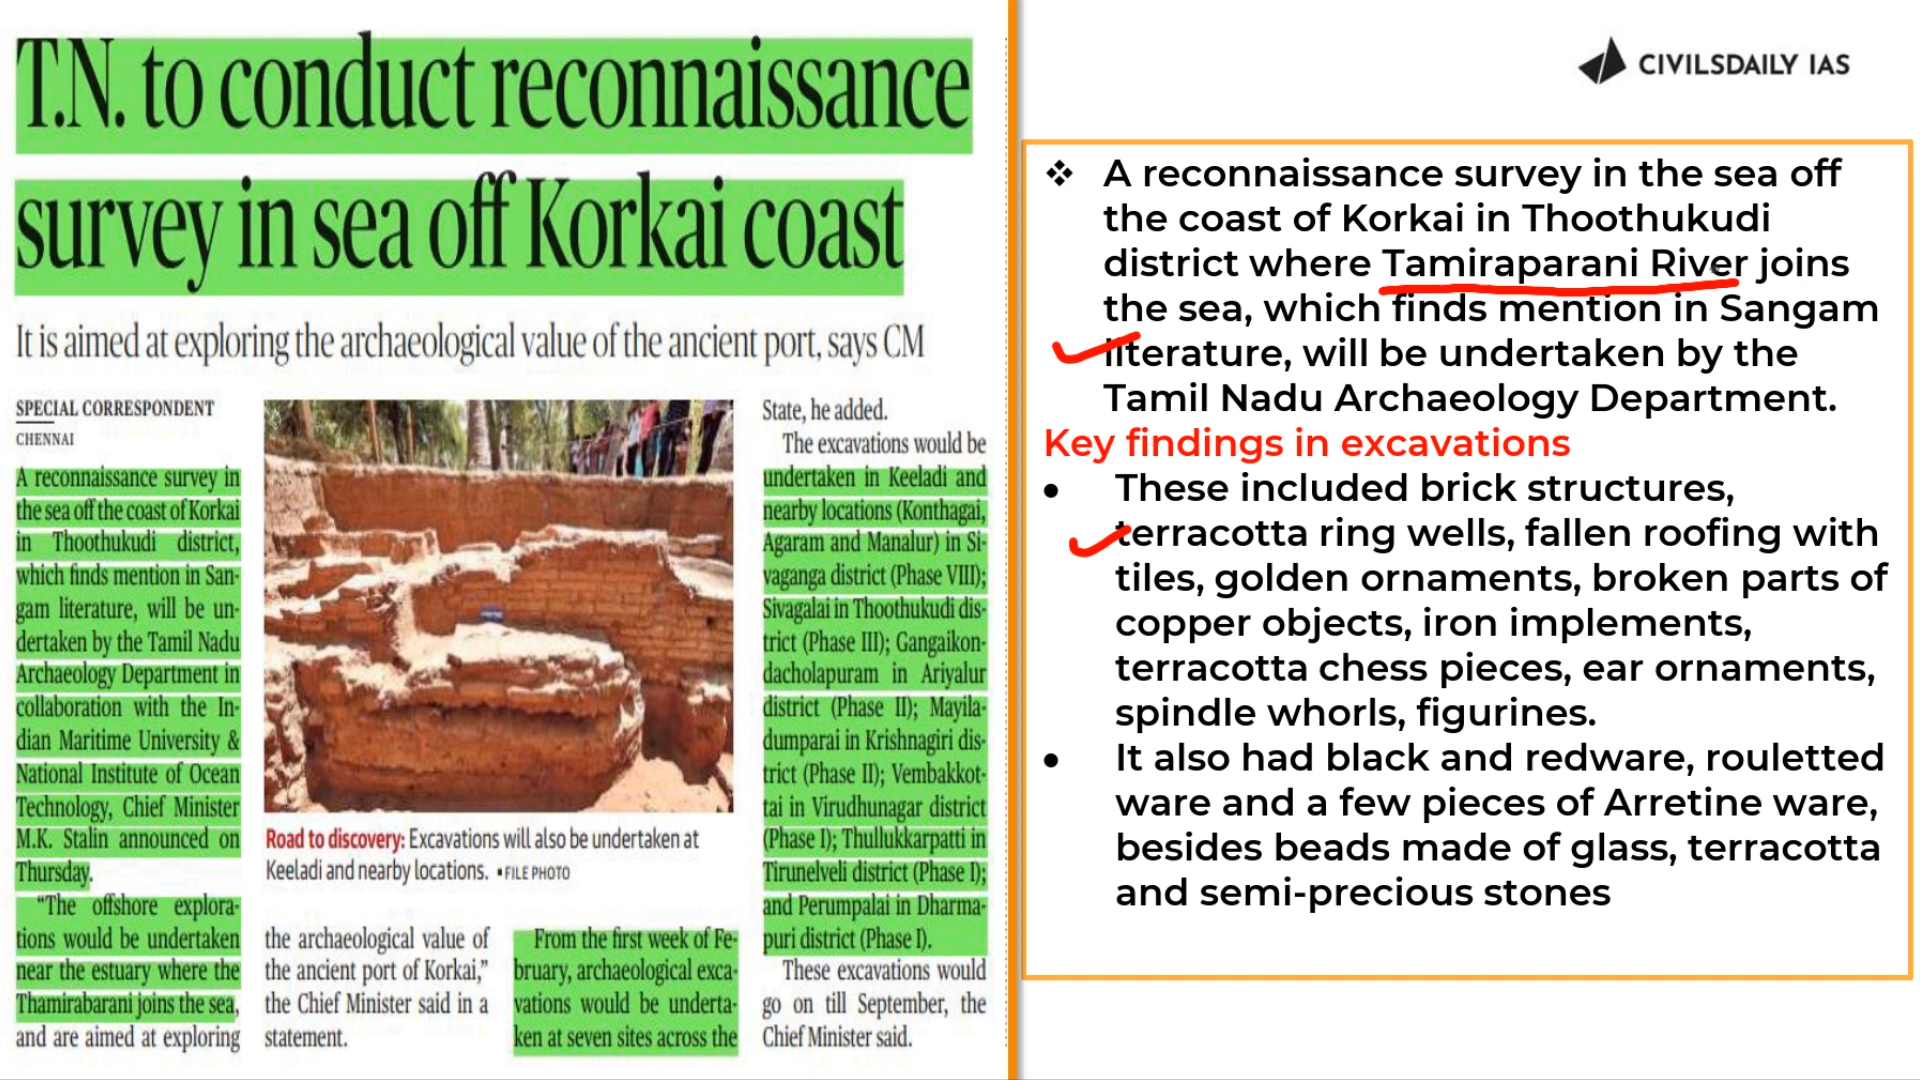 T.N. to conduct reconnaissance
survey in sea off Korkai coast
It is aimed at exploring the archaeological value of the ancient port, says CM
SPECIAL CORRESPONDENT
CHENNAI
A reconnaissance survey in
the sea off the coast of Korkai
in Thoothukudi district,
which finds mention in San-
gam literature, will be un-
dertaken by the Tamil Nadu
Archaeology Department in
collaboration with the In-
dian Maritime University &
National Institute of Ocean
Technology, Chief Minister
M.K. Stalin announced on
Thursday.
“The offshore explora-
tions would be undertaken
near the estuary where the
Thamirabarani joins the sea,
and are aimed at exploring
Road to discovery: Excavations will also be undertaken at
Keeladi and nearby locations. ▪ FILE PHOTO
the archaeological value of
the ancient port of Korkai,”
the Chief Minister said in a
statement.
From the first week of Fe-
bruary, archaeological exca-
vations would be underta-
ken at seven sites across the
State, he added.
The excavations would be
undertaken in Keeladi and
nearby locations (Konthagai,
Agaram and Manalur) in Si-
vaganga district (Phase VIII);
Sivagalai in Thoothukudi dis-
trict (Phase III); Gangaikon-
dacholapuram in Ariyalur
district (Phase II); Mayila-
dumparai in Krishnagiri dis-
trict (Phase II); Vembakkot-
tai in Virudhunagar district
(Phase I); Thullukkarpatti in
Tirunelveli district (Phase I);
and Perumpalai in Dharma-
puri district (Phase I).
These excavations would
go on till September, the
Chief Minister said.
CIVILSDAILY IAS
❖ A reconnaissance survey in the sea off
the coast of Korkai in Thoothukudi
district where Tamiraparani River joins
the sea, which finds mention in Sangam
literature, will be undertaken by the
Tamil Nadu Archaeology Department.
Key findings in excavations
● These included brick structures,
terracotta ring wells, fallen roofing with
tiles, golden ornaments, broken parts of
copper objects, iron implements,
terracotta chess pieces, ear ornaments,
spindle whorls, figurines.
● It also had black and redware, rouletted
ware and a few pieces of Arretine ware,
besides beads made of glass, terracotta
and semi-precious stones